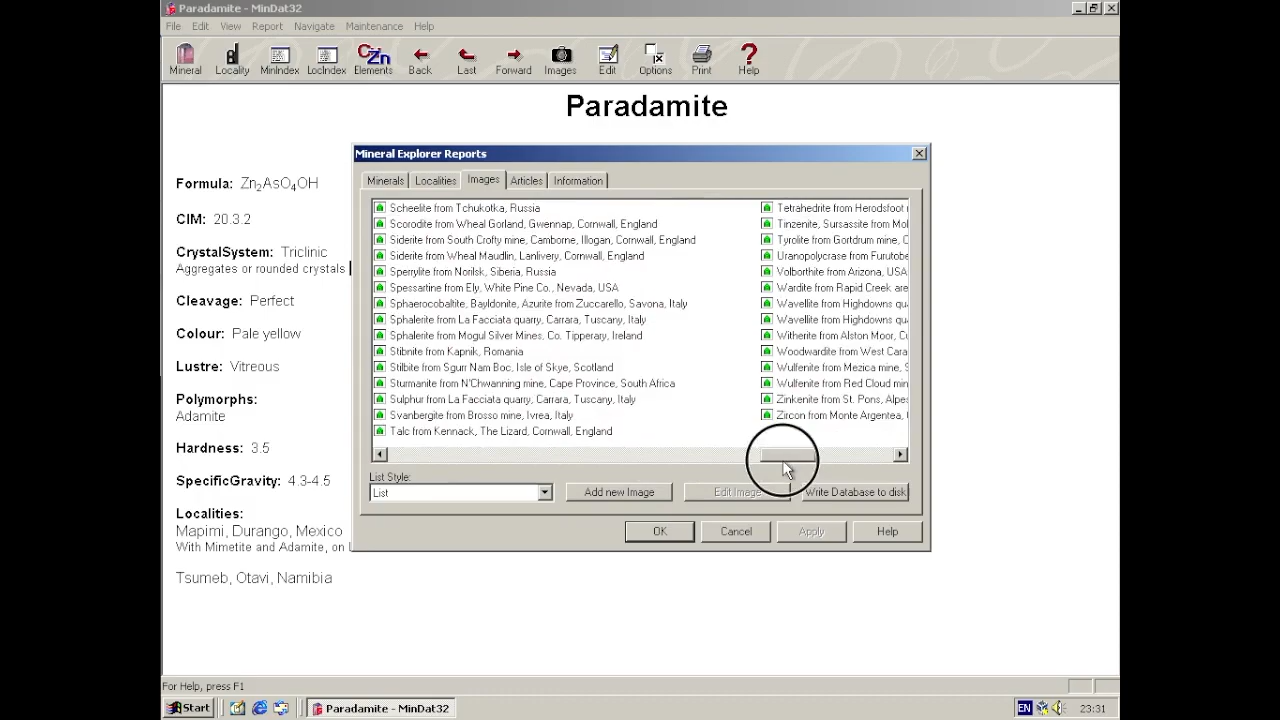 Paradamite - MinDat32
File Edit View Report Navigate Maintenance Help
Mineral Locality MinIndex LocIndex Elements Back Last Forward Images Edit Options Print Help
Paradamite
Formula: Zn2AsO4OH
CIM: 20.3.2
CrystalSystem: Triclinic
Aggregates or rounded crystals
Cleavage: Perfect
Colour: Pale yellow
Lustre: Vitreous
Polymorphs:
Adamite
Hardness: 3.5
SpecificGravity: 4.3-4.5
Localities:
Mapimi, Durango, Mexico
With Mimetite and Adamite, on
Tsumeb, Otavi, Namibia
Mineral Explorer Reports
Minerals Localities Images Articles Information
Scheelite from Tchukotka, Russia
Scorodite from Wheal Gorland, Gwennap, Cornwall, England
Siderite from South Crofty mine, Camborne, Illogan, Cornwall, England
Siderite from Wheal Maudlin, Lanlivery, Cornwall, England
Sperrylite from Norilsk, Siberia, Russia
Spessartine from Ely, White Pine Co., Nevada, USA
Sphaerocobaltite, Bayldonite, Azurite from Zuccarello, Savona, Italy
Sphalerite from La Facciata quarry, Carrara, Tuscany, Italy
Sphalerite from Mogul Silver Mines, Co. Tipperary, Ireland
Stibnite from Kapnik, Romania
Stilbite from Sgurr Nam Boc, Isle of Skye, Scotland
Sturmanite from N'Chwanning mine, Cape Province, South Africa
Sulphur from La Facciata quarry, Carrara, Tuscany, Italy
Svanbergite from Brosso mine, Ivrea, Italy
Talc from Kennack, The Lizard, Cornwall, England
Tetrahedrite from Herodsfoot
Tinzenite, Sursassite from Mol
Tyrolite from Gortdrum mine, C
Uranopolycrase from Furutobe
Volborthite from Arizona, USA
Wardite from Rapid Creek are
Wavellite from Highdowns qu
Wavellite from Highdowns qu
Witherite from Alston Moor, Cu
Woodwardite from West Cara
Wulfenite from Mezica mine, S
Wulfenite from Red Cloud min
Zinkenite from St. Pons, Alpes
Zircon from Monte Argentea,
List Style:
List
Add new Image Edit Image Write Database to disk
OK Cancel Apply Help
For Help, press F1
Start Paradamite - MinDat32 EN 23:31